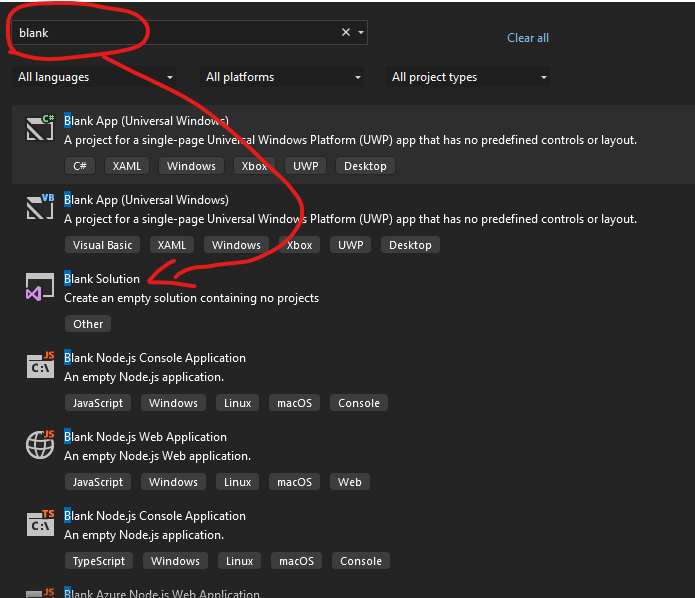 blank
Clear all
All languages All platforms All project types
C# Blank App (Universal Windows)
A project for a single-page Universal Windows Platform (UWP) app that has no predefined controls or layout.
C# XAML Windows Xbox UWP Desktop
VB Blank App (Universal Windows)
A project for a single-page Universal Windows Platform (UWP) app that has no predefined controls or layout.
Visual Basic XAML Windows Xbox UWP Desktop
Blank Solution
Create an empty solution containing no projects
Other
JS C:\ Blank Node.js Console Application
An empty Node.js application.
JavaScript Windows Linux macOS Console
JS Blank Node.js Web Application
An empty Node.js Web application.
JavaScript Windows Linux macOS Web
TS C:\ Blank Node.js Console Application
An empty Node.js application.
TypeScript Windows Linux macOS Console
JS Blank Azure Node.js Web Application